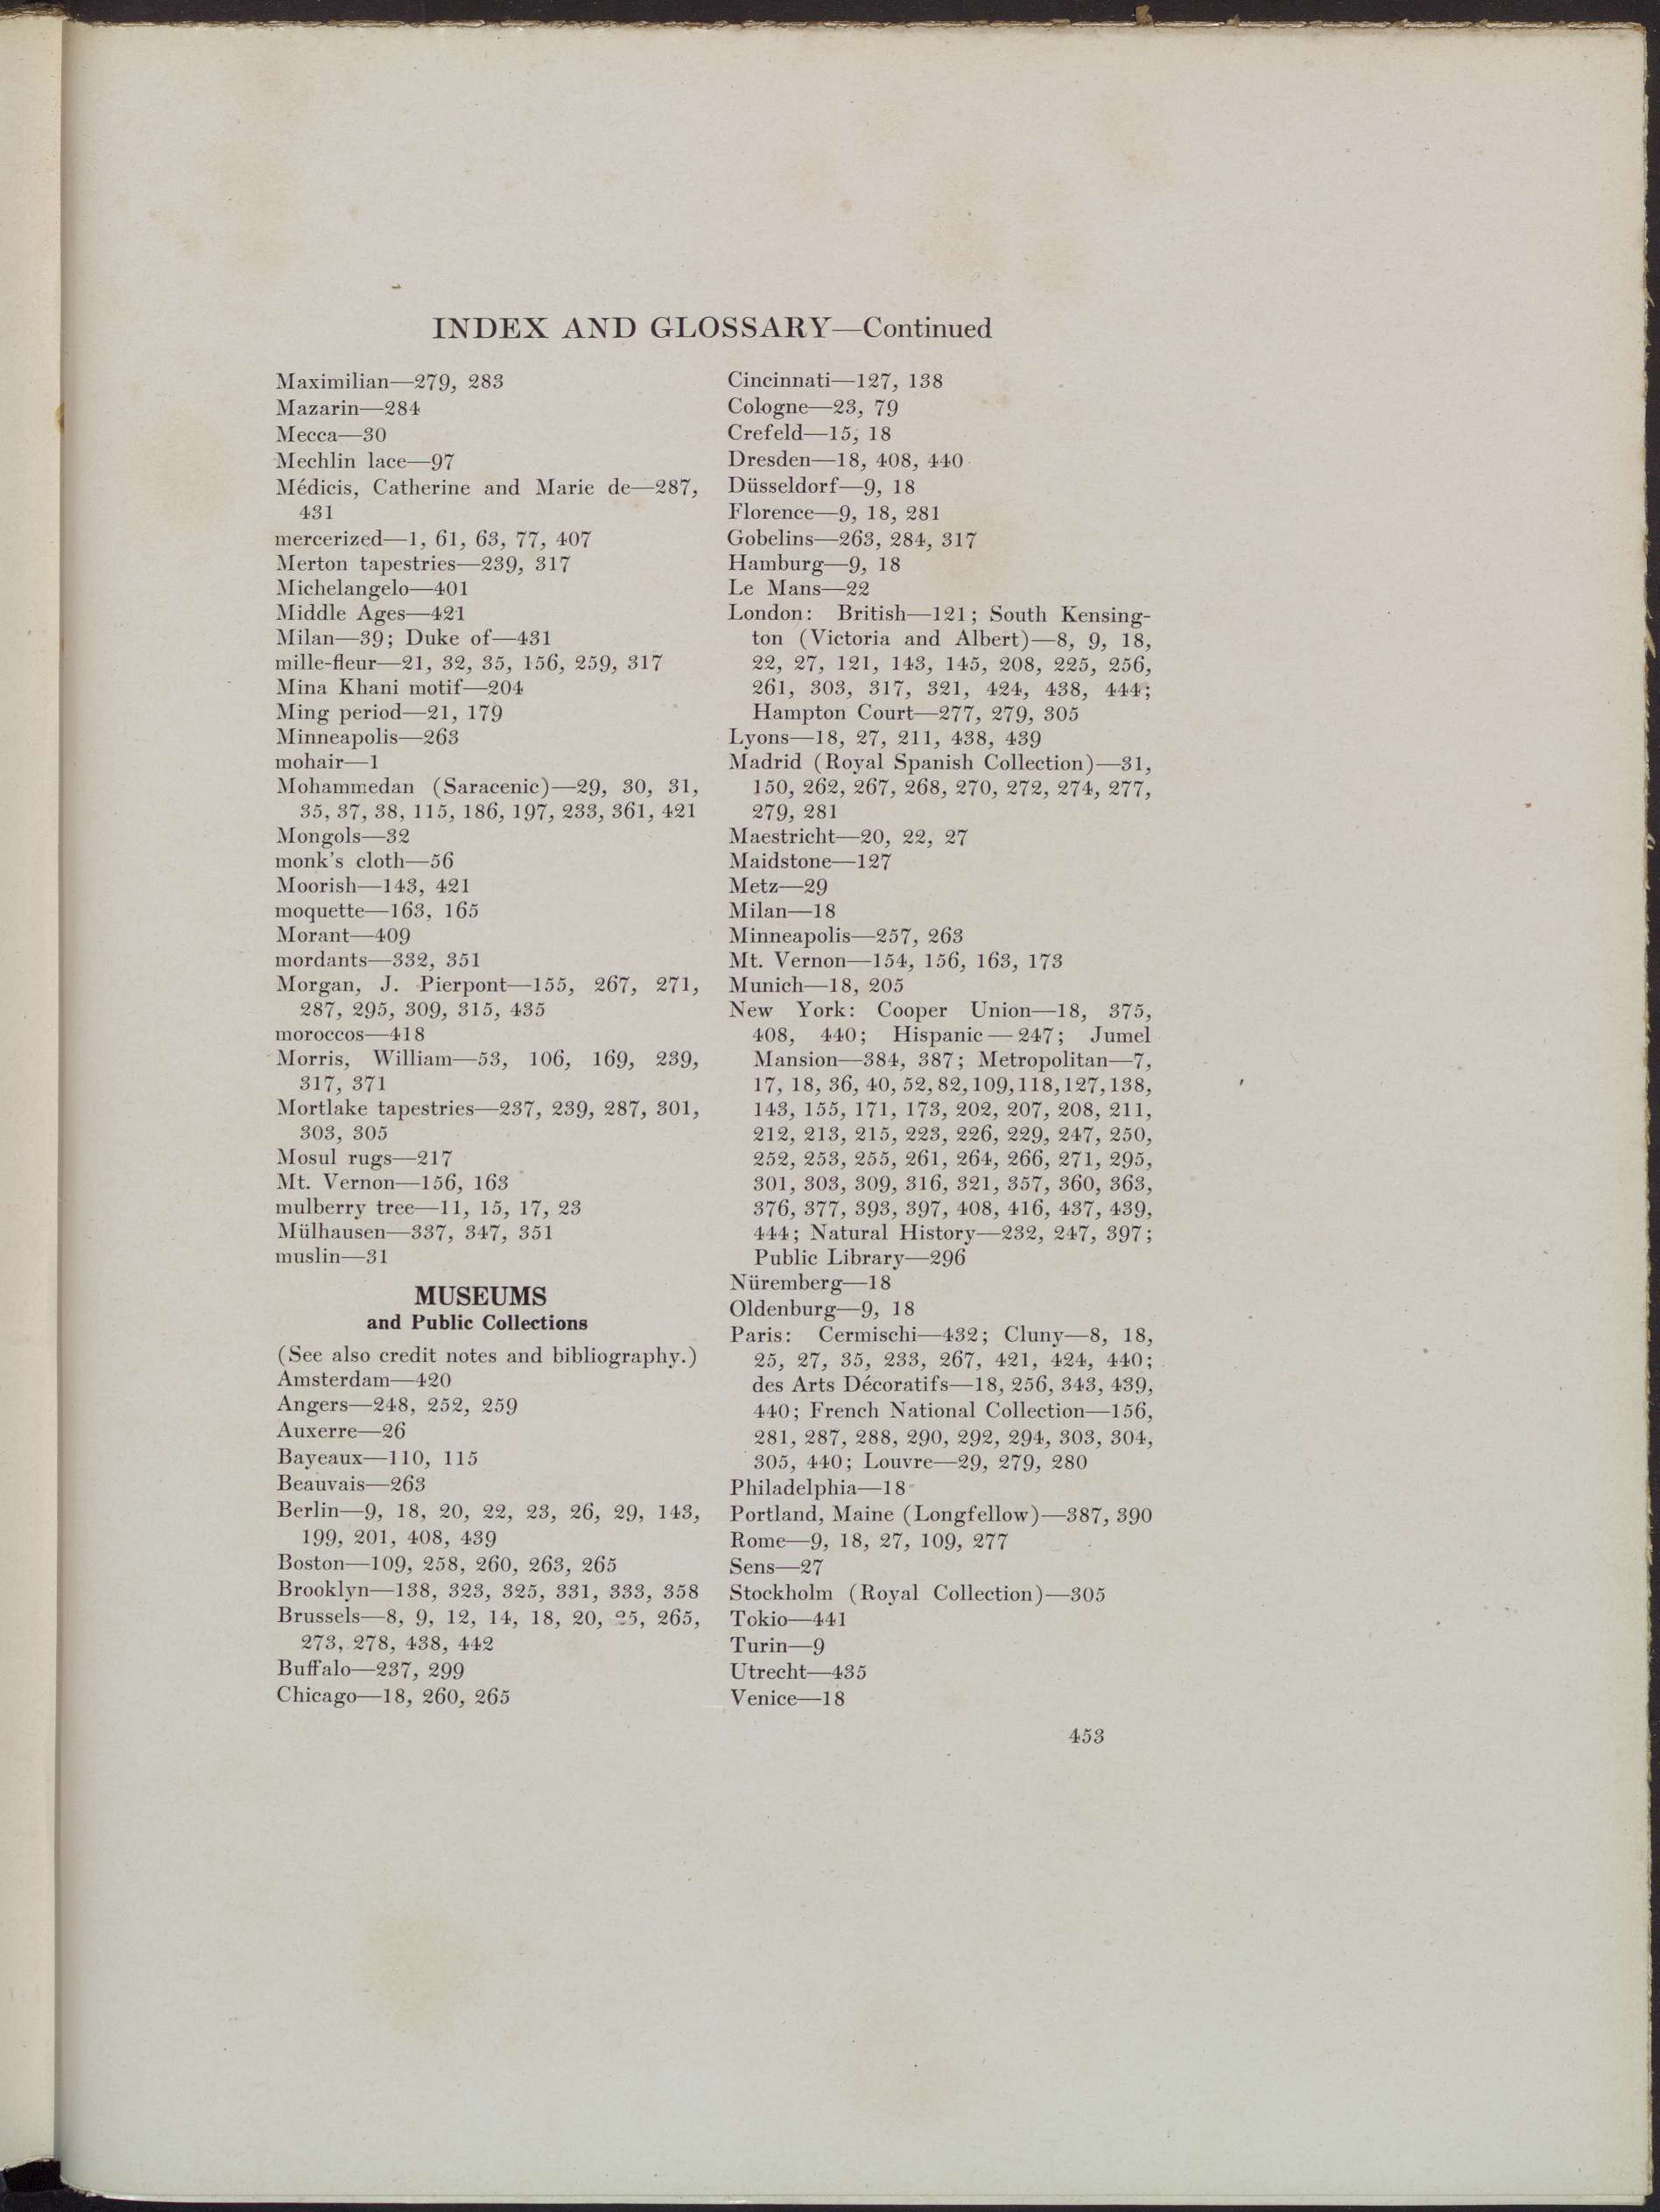 INDEX AND GLOSSARY—Continued
Maximilian—279, 283
Mazarin—284
Mecca—30
Mechlin lace—97
Médicis, Catherine and Marie de—287,
431
mercerized—1, 61, 63, 77, 407
Merton tapestries—239, 317
Michelangelo—401
Middle Ages—421
Milan—39; Duke of—431
mille-fleur—21, 32, 35, 156, 259, 317
Mina Khani motif—204
Ming period—21, 179
Minneapolis—263
mohair—1
Mohammedan (Saracenic)—29, 30, 31,
35, 37, 38, 115, 186, 197, 233, 361, 421
Mongols—32
monk's cloth—56
Moorish—143, 421
moquette—163, 165
Morant—409
mordants—332, 351
Morgan, J. Pierpont—155, 267, 271,
287, 295, 309, 315, 435
moroccos—418
Morris, William—53, 106, 169, 239,
317, 371
Mortlake tapestries—237, 239, 287, 301,
303, 305
Mosul rugs—217
Mt. Vernon—156, 163
mulberry tree—11, 15, 17, 23
Mülhausen—337, 347, 351
muslin—31
MUSEUMS
and Public Collections
(See also credit notes and bibliography.)
Amsterdam—420
Angers—248, 252, 259
Auxerre—26
Bayeaux—110, 115
Beauvais—263
Berlin—9, 18, 20, 22, 23, 26, 29, 143,
199, 201, 408, 439
Boston—109, 258, 260, 263, 265
Brooklyn—138, 323, 325, 331, 333, 358
Brussels—8, 9, 12, 14, 18, 20, 25, 265,
273, 278, 438, 442
Buffalo—237, 299
Chicago—18, 260, 265
Cincinnati—127, 138
Cologne—23, 79
Crefeld—15, 18
Dresden—18, 408, 440
Düsseldorf—9, 18
Florence—9, 18, 281
Gobelins—263, 284, 317
Hamburg—9, 18
Le Mans—22
London: British—121; South Kensing-
ton (Victoria and Albert)—8, 9, 18,
22, 27, 121, 143, 145, 208, 225, 256,
261, 303, 317, 321, 424, 438, 444;
Hampton Court—277, 279, 305
Lyons—18, 27, 211, 438, 439
Madrid (Royal Spanish Collection)—31,
150, 262, 267, 268, 270, 272, 274, 277,
279, 281
Maestricht—20, 22, 27
Maidstone—127
Metz—29
Milan—18
Minneapolis—257, 263
Mt. Vernon—154, 156, 163, 173
Munich—18, 205
New York: Cooper Union—18, 375,
408, 440; Hispanic—247; Jumel
Mansion—384, 387; Metropolitan—7,
17, 18, 36, 40, 52, 82, 109, 118, 127, 138,
143, 155, 171, 173, 202, 207, 208, 211,
212, 213, 215, 223, 226, 229, 247, 250,
252, 253, 255, 261, 264, 266, 271, 295,
301, 303, 309, 316, 321, 357, 360, 363,
376, 377, 393, 397, 408, 416, 437, 439,
444; Natural History—232, 247, 397;
Public Library—296
Nüremberg—18
Oldenburg—9, 18
Paris: Cermischi—432; Cluny—8, 18,
25, 27, 35, 233, 267, 421, 424, 440;
des Arts Décoratifs—18, 256, 343, 439,
440; French National Collection—156,
281, 287, 288, 290, 292, 294, 303, 304,
305, 440; Louvre—29, 279, 280
Philadelphia—18
Portland, Maine (Longfellow)—387, 390
Rome—9, 18, 27, 109, 277
Sens—27
Stockholm (Royal Collection)—305
Tokio—441
Turin—9
Utrecht—435
Venice—18
453